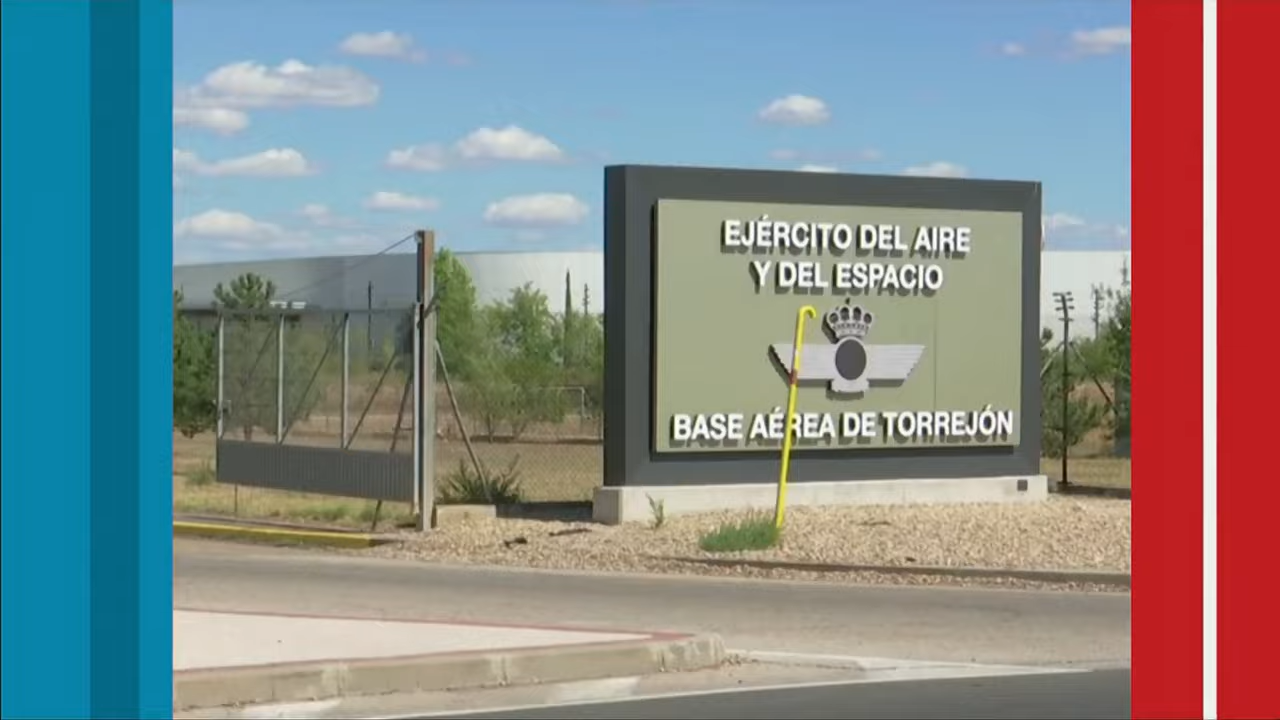 EJÉRCITO DEL AIRE
Y DEL ESPACIO
BASE AÉREA DE TORREJÓN